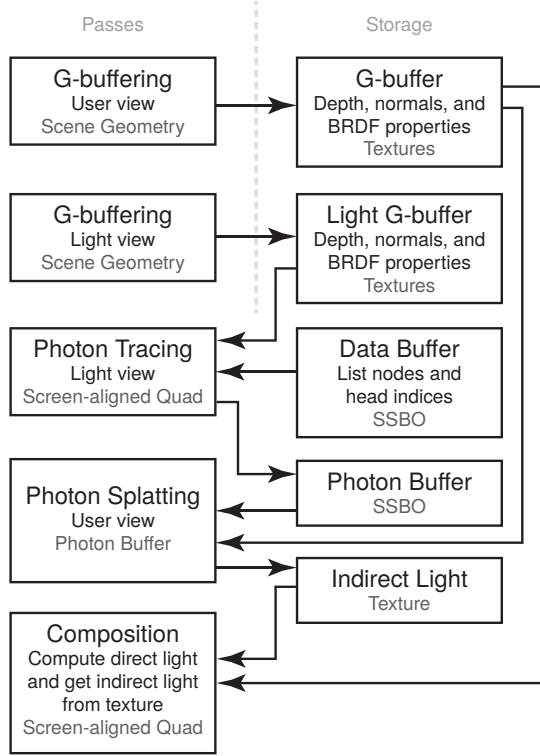 Passes
Storage
G-buffering
User view
Scene Geometry
G-buffer
Depth, normals, and
BRDF properties
Textures
G-buffering
Light view
Scene Geometry
Light G-buffer
Depth, normals, and
BRDF properties
Textures
Photon Tracing
Light view
Screen-aligned Quad
Data Buffer
List nodes and
head indices
SSBO
Photon Splatting
User view
Photon Buffer
Photon Buffer
SSBO
Indirect Light
Texture
Composition
Compute direct light
and get indirect light
from texture
Screen-aligned Quad